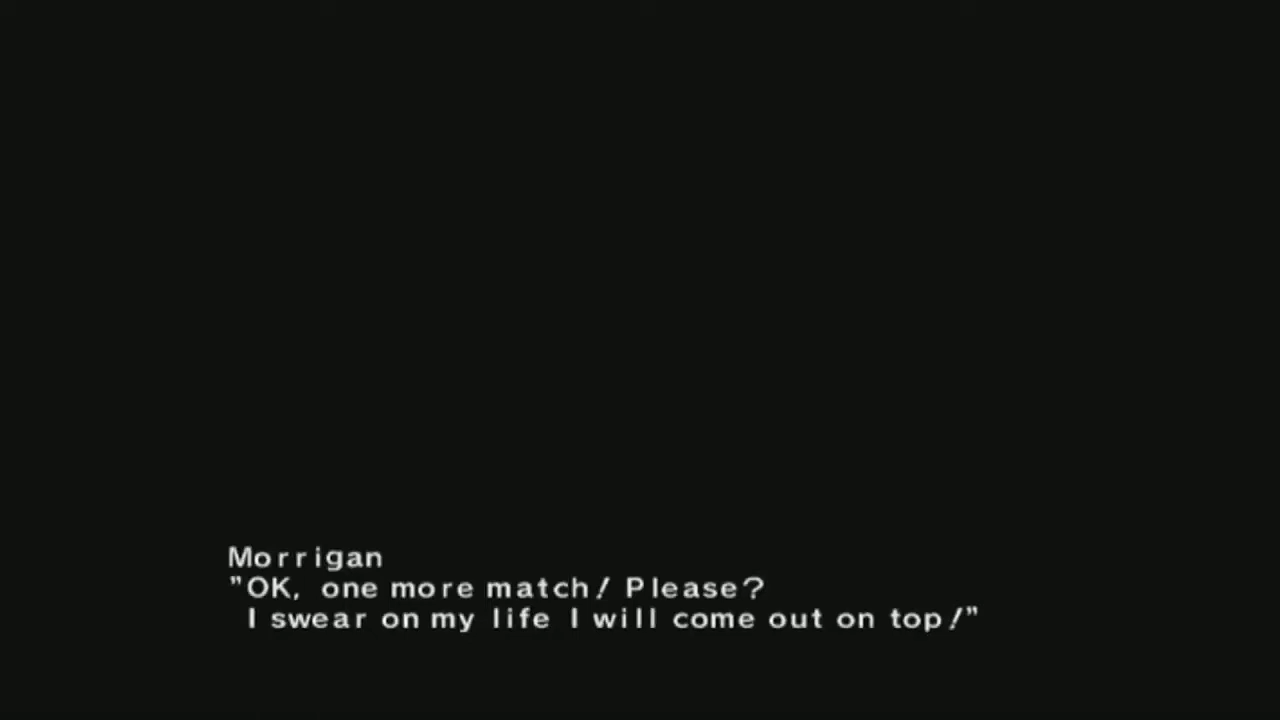 Morrigan
"OK, one more match! Please?
I swear on my life I will come out on top!"